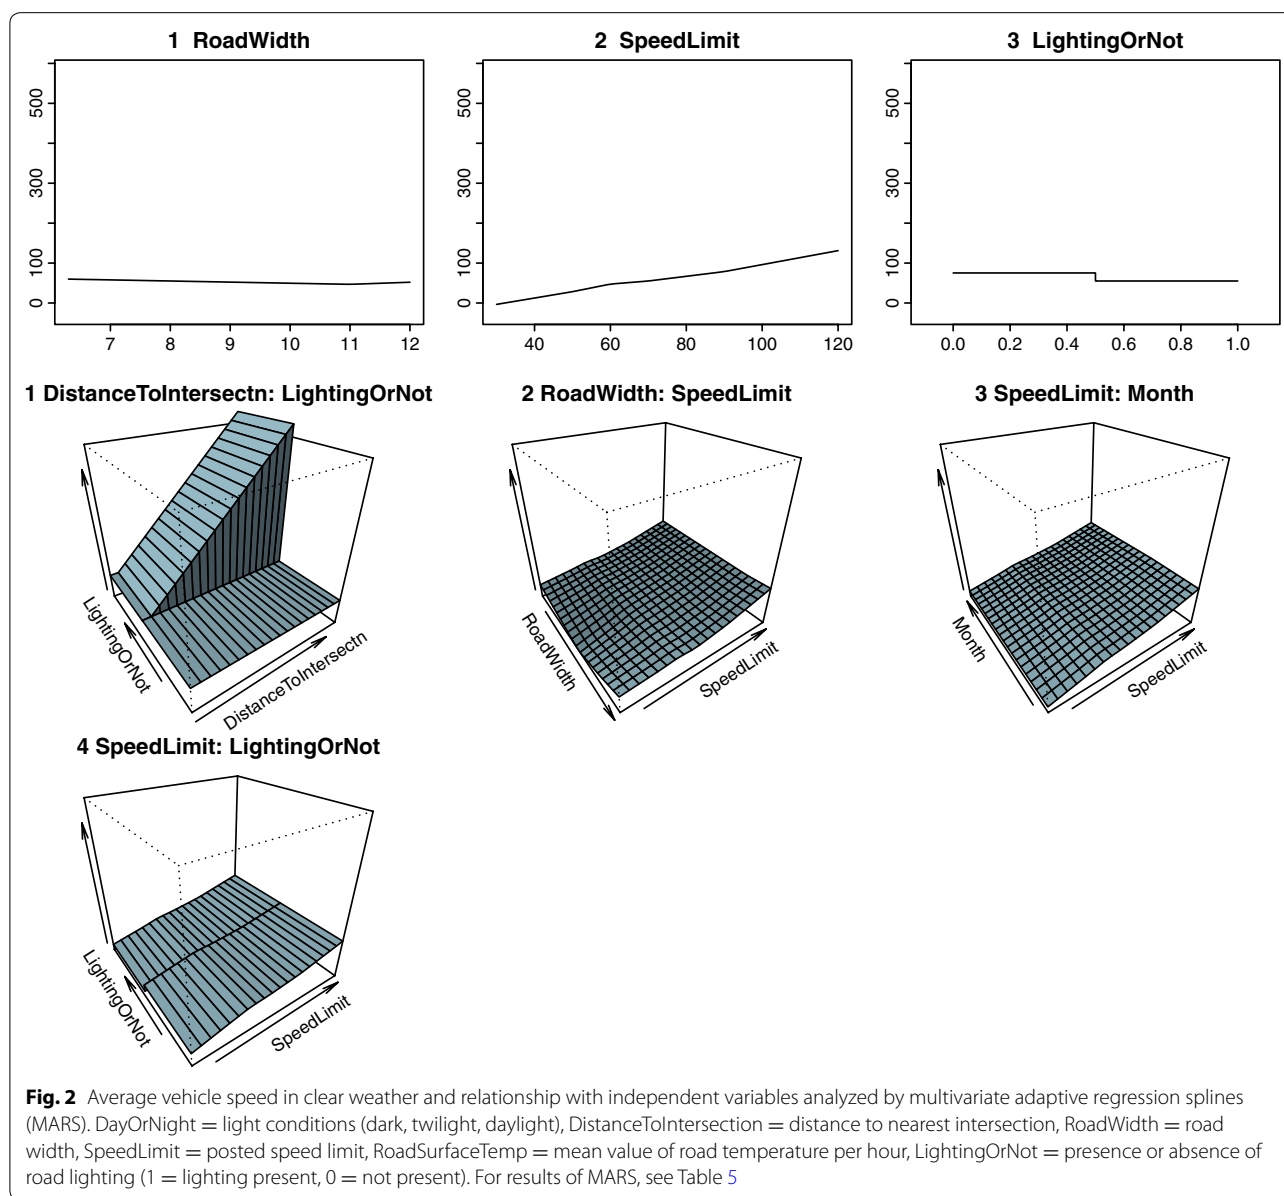 1 RoadWidth
2 SpeedLimit
3 LightingOrNot
500
300
100
0
7 8 9 10 11 12
500
300
100
0
40 60 80 100 120
500
300
100
0
0.0 0.2 0.4 0.6 0.8 1.0
1 DistanceToIntersectn: LightingOrNot
2 RoadWidth: SpeedLimit
3 SpeedLimit: Month
LightingOrNot
DistanceToIntersectn
RoadWidth
SpeedLimit
Month
SpeedLimit
4 SpeedLimit: LightingOrNot
LightingOrNot
SpeedLimit
Fig. 2 Average vehicle speed in clear weather and relationship with independent variables analyzed by multivariate adaptive regression splines
(MARS). DayOrNight = light conditions (dark, twilight, daylight), DistanceToIntersection = distance to nearest intersection, RoadWidth = road
width, SpeedLimit = posted speed limit, RoadSurfaceTemp = mean value of road temperature per hour, LightingOrNot = presence or absence of
road lighting (1 = lighting present, 0 = not present). For results of MARS, see Table 5